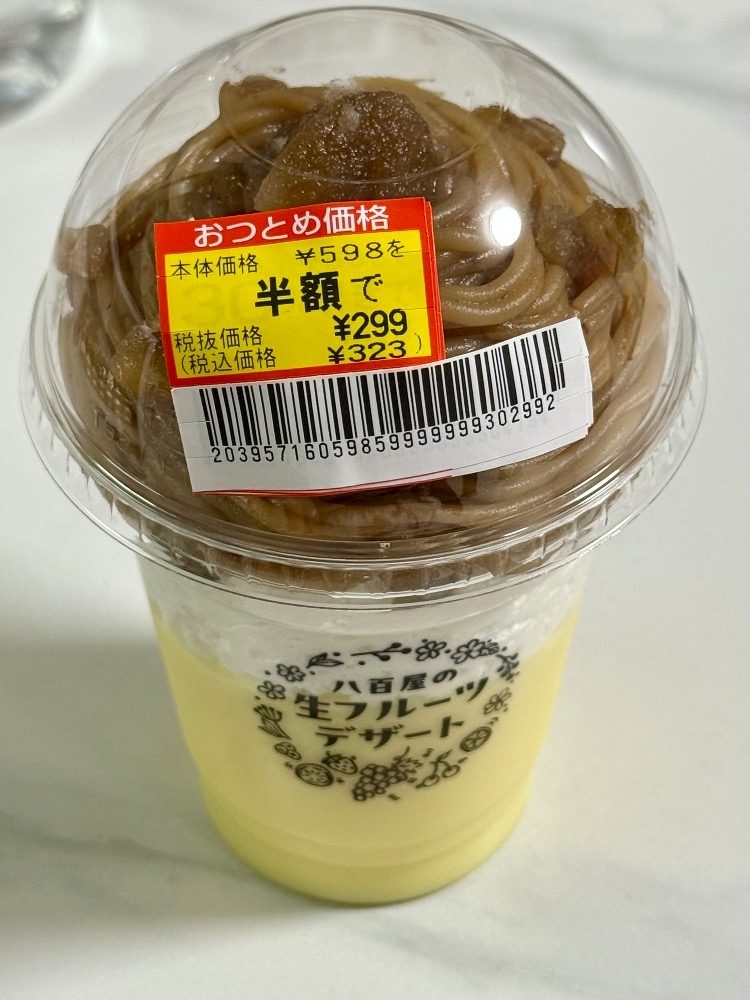 おつとめ価格
本体価格 ¥598を
半額で
税抜価格 ¥299
(税込価格 ¥323)
203957160598599999999302992
八百屋の
生フルーツ
デザート